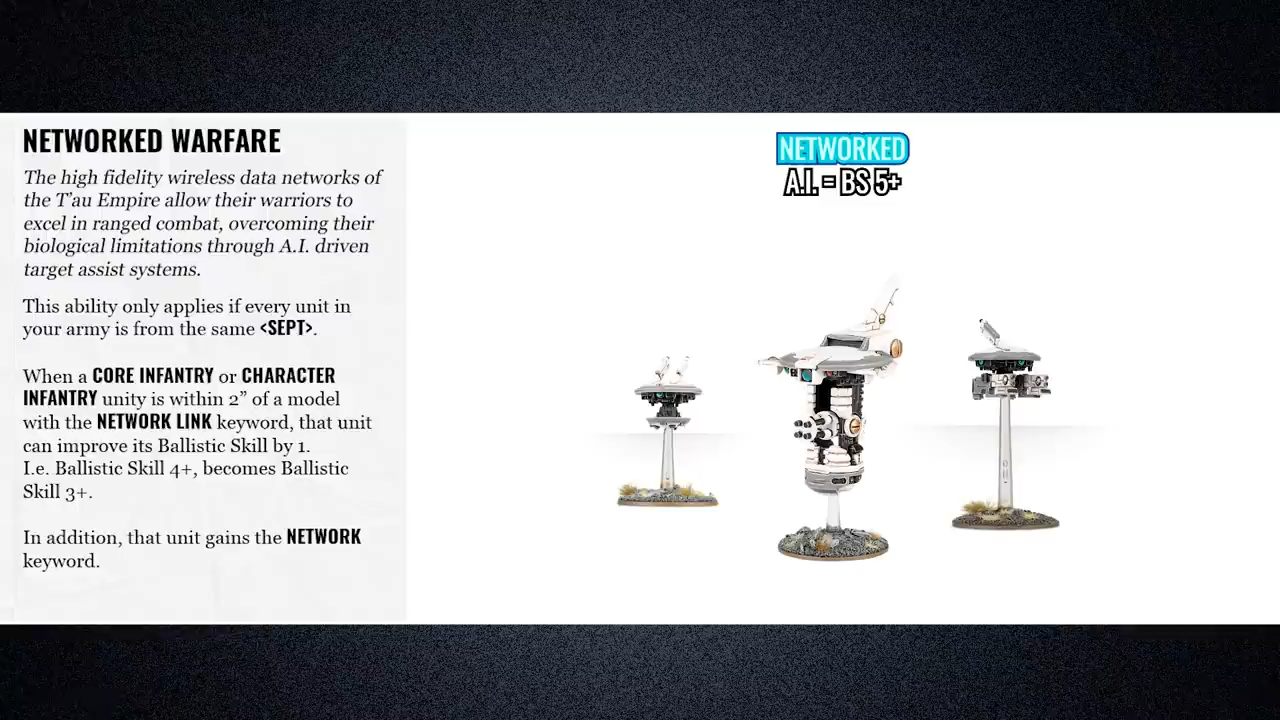 NETWORKED WARFARE
The high fidelity wireless data networks of
the T'au Empire allow their warriors to
excel in ranged combat, overcoming their
biological limitations through A.I. driven
target assist systems.
This ability only applies if every unit in
your army is from the same <SEPT>.
When a CORE INFANTRY or CHARACTER
INFANTRY unity is within 2” of a model
with the NETWORK LINK keyword, that unit
can improve its Ballistic Skill by 1.
I.e. Ballistic Skill 4+, becomes Ballistic
Skill 3+.
In addition, that unit gains the NETWORK
keyword.
NETWORKED
A.I. = BS 5+